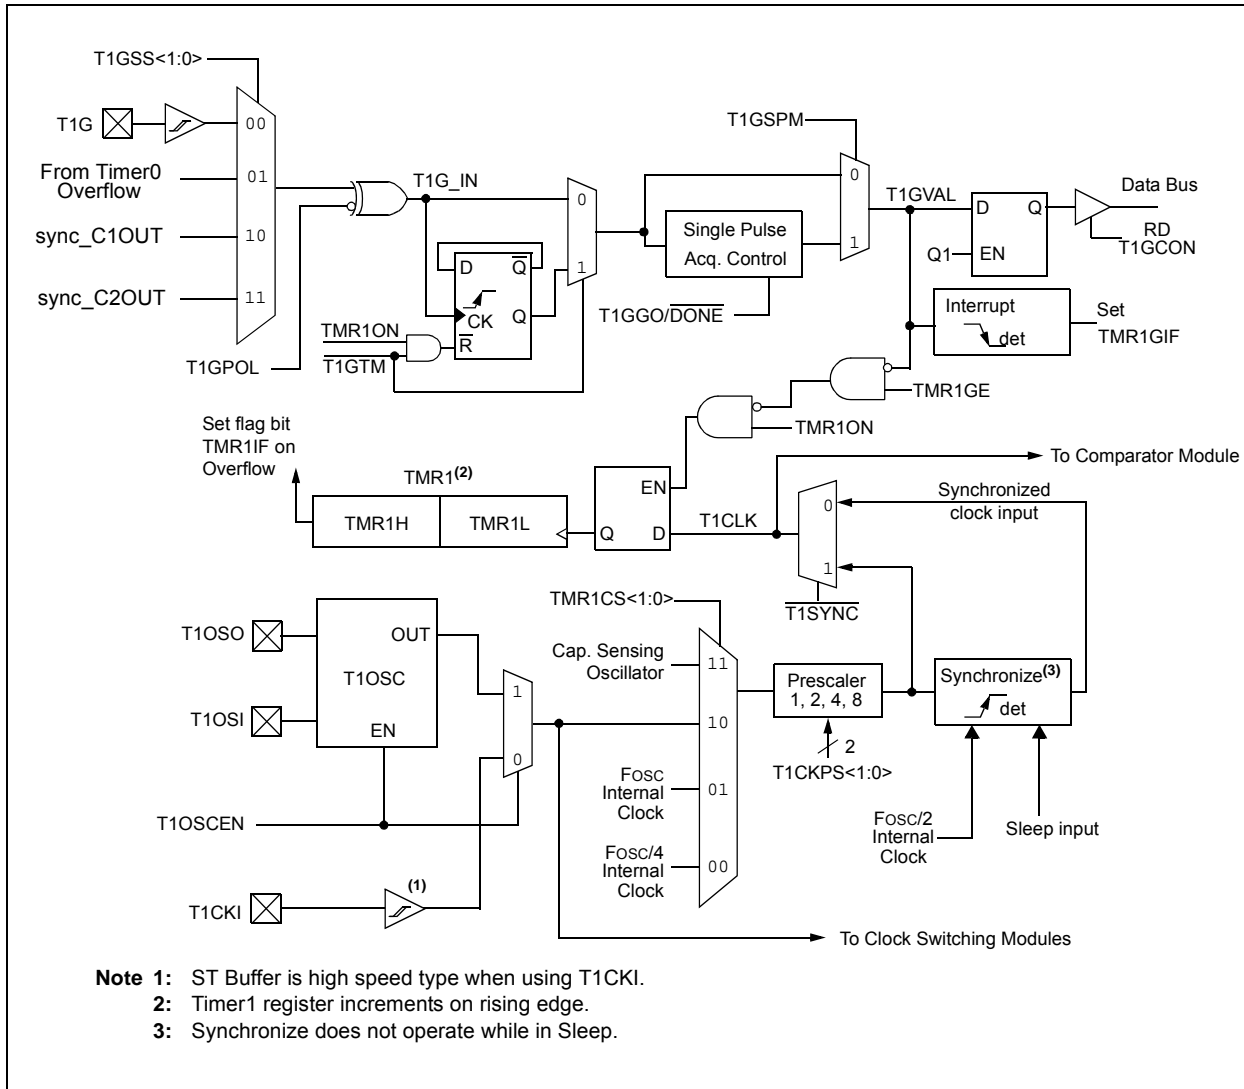 T1GSS<1:0>
T1G
00
From Timer0
Overflow
01
sync_C1OUT
10
sync_C2OUT
11
T1GPOL
T1G_IN
0
1
D
Q
CK
Q
R
TMR1ON
T1GTM
T1GSPM
0
1
Single Pulse
Acq. Control
T1GGO/DONE
T1GVAL
D
Q
Q1
EN
Data Bus
RD
T1GCON
Interrupt
det
Set
TMR1GIF
TMR1GE
TMR1ON
Set flag bit
TMR1IF on
Overflow
TMR1(2)
TMR1H
TMR1L
EN
Q
D
T1CLK
To Comparator Module
0
1
Synchronized
clock input
T1SYNC
TMR1CS<1:0>
T1OSO
T1OSI
OUT
T1OSC
EN
1
0
T1OSCEN
T1CKI
(1)
Cap. Sensing
Oscillator
11
10
FOSC
Internal
Clock
01
FOSC/4
Internal
Clock
00
Prescaler
1, 2, 4, 8
2
T1CKPS<1:0>
Synchronize(3)
det
FOSC/2
Internal
Clock
Sleep input
To Clock Switching Modules
Note 1: ST Buffer is high speed type when using T1CKI.
2: Timer1 register increments on rising edge.
3: Synchronize does not operate while in Sleep.